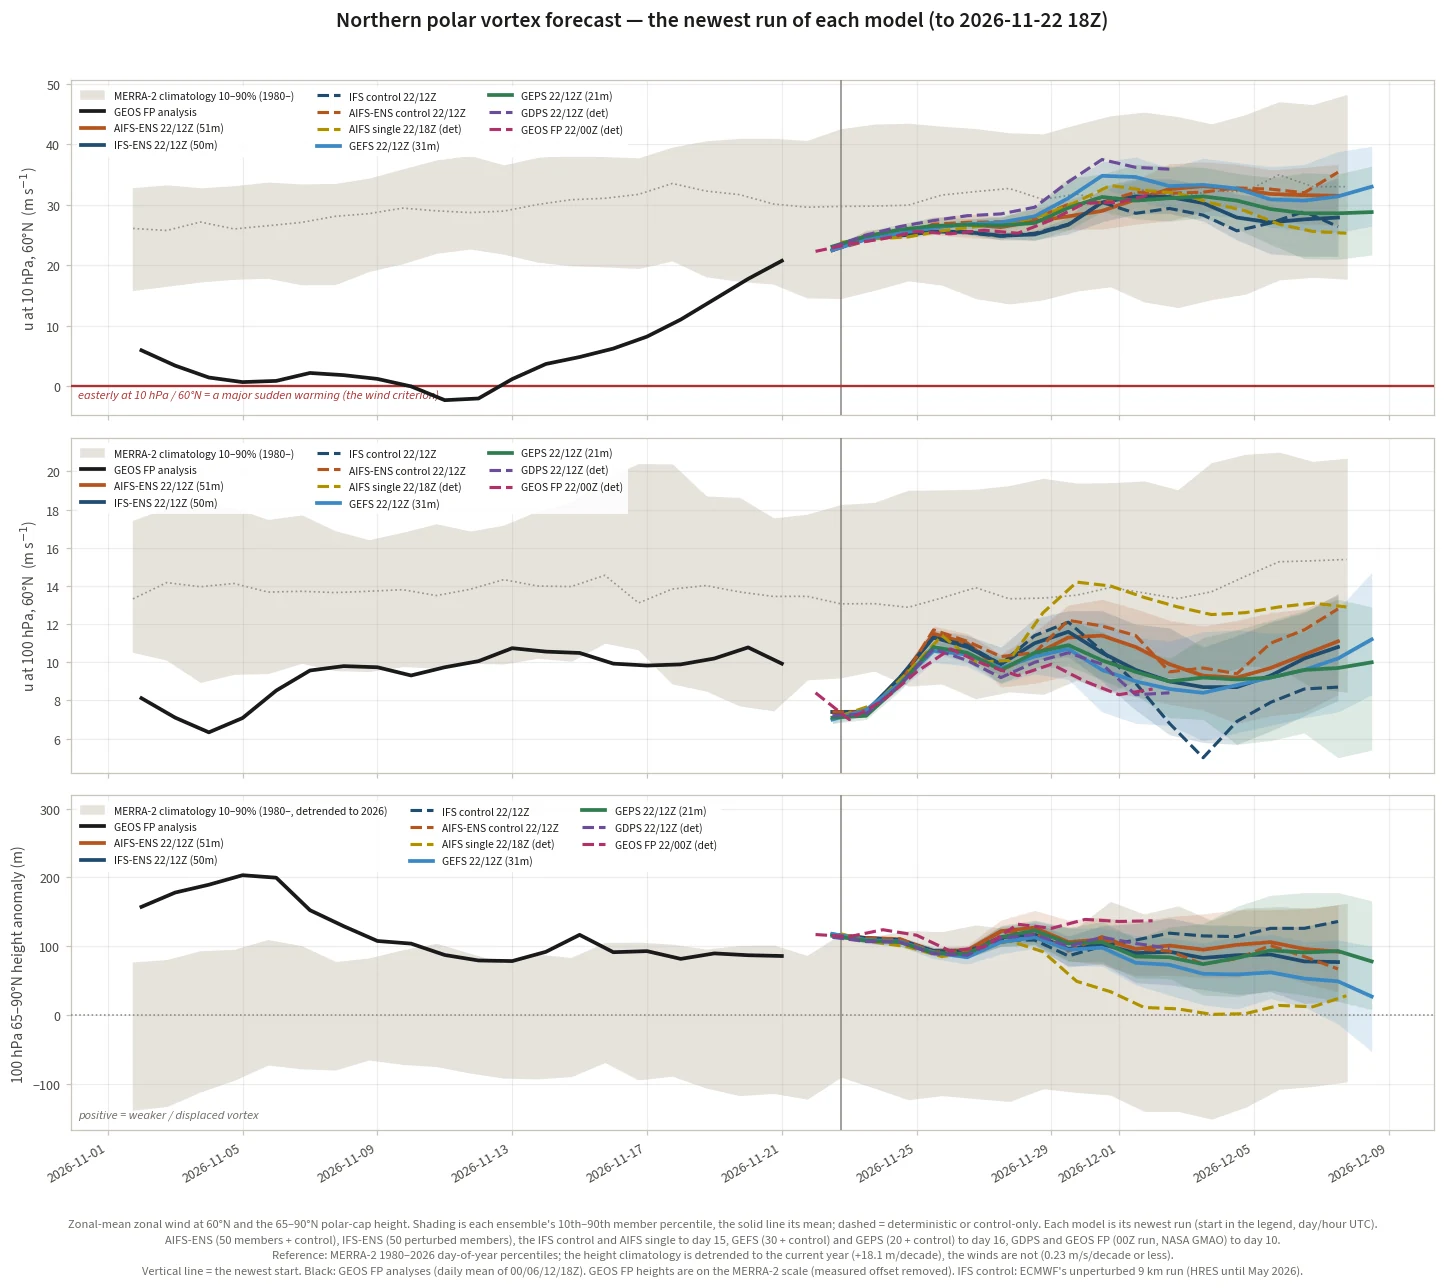 Northern polar vortex forecast — the newest run of each model (to 2026-11-22 18Z)
u at 10 hPa, 60°N (m s⁻¹)
50
40
30
20
10
0
MERRA-2 climatology 10–90% (1980–)
GEOS FP analysis
AIFS-ENS 22/12Z (51m)
IFS-ENS 22/12Z (50m)
IFS control 22/12Z
AIFS-ENS control 22/12Z
AIFS single 22/18Z (det)
GEFS 22/12Z (31m)
GEPS 22/12Z (21m)
GDPS 22/12Z (det)
GEOS FP 22/00Z (det)
easterly at 10 hPa / 60°N = a major sudden warming (the wind criterion)
u at 100 hPa, 60°N (m s⁻¹)
20
18
16
14
12
10
8
6
MERRA-2 climatology 10–90% (1980–)
GEOS FP analysis
AIFS-ENS 22/12Z (51m)
IFS-ENS 22/12Z (50m)
IFS control 22/12Z
AIFS-ENS control 22/12Z
AIFS single 22/18Z (det)
GEFS 22/12Z (31m)
GEPS 22/12Z (21m)
GDPS 22/12Z (det)
GEOS FP 22/00Z (det)
100 hPa 65–90°N height anomaly (m)
300
200
100
0
−100
MERRA-2 climatology 10–90% (1980–, detrended to 2026)
GEOS FP analysis
AIFS-ENS 22/12Z (51m)
IFS-ENS 22/12Z (50m)
IFS control 22/12Z
AIFS-ENS control 22/12Z
AIFS single 22/18Z (det)
GEFS 22/12Z (31m)
GEPS 22/12Z (21m)
GDPS 22/12Z (det)
GEOS FP 22/00Z (det)
positive = weaker / displaced vortex
2026-11-01
2026-11-05
2026-11-09
2026-11-13
2026-11-17
2026-11-21
2026-11-25
2026-11-29
2026-12-01
2026-12-05
2026-12-09
Zonal-mean zonal wind at 60°N and the 65–90°N polar-cap height. Shading is each ensemble's 10th–90th member percentile, the solid line its mean; dashed = deterministic or control-only. Each model is its newest run (start in the legend, day/hour UTC).
AIFS-ENS (50 members + control), IFS-ENS (50 perturbed members), the IFS control and AIFS single to day 15, GEFS (30 + control) and GEPS (20 + control) to day 16, GDPS and GEOS FP (00Z run, NASA GMAO) to day 10.
Reference: MERRA-2 1980–2026 day-of-year percentiles; the height climatology is detrended to the current year (+18.1 m/decade), the winds are not (0.23 m/s/decade or less).
Vertical line = the newest start. Black: GEOS FP analyses (daily mean of 00/06/12/18Z). GEOS FP heights are on the MERRA-2 scale (measured offset removed). IFS control: ECMWF's unperturbed 9 km run (HRES until May 2026).